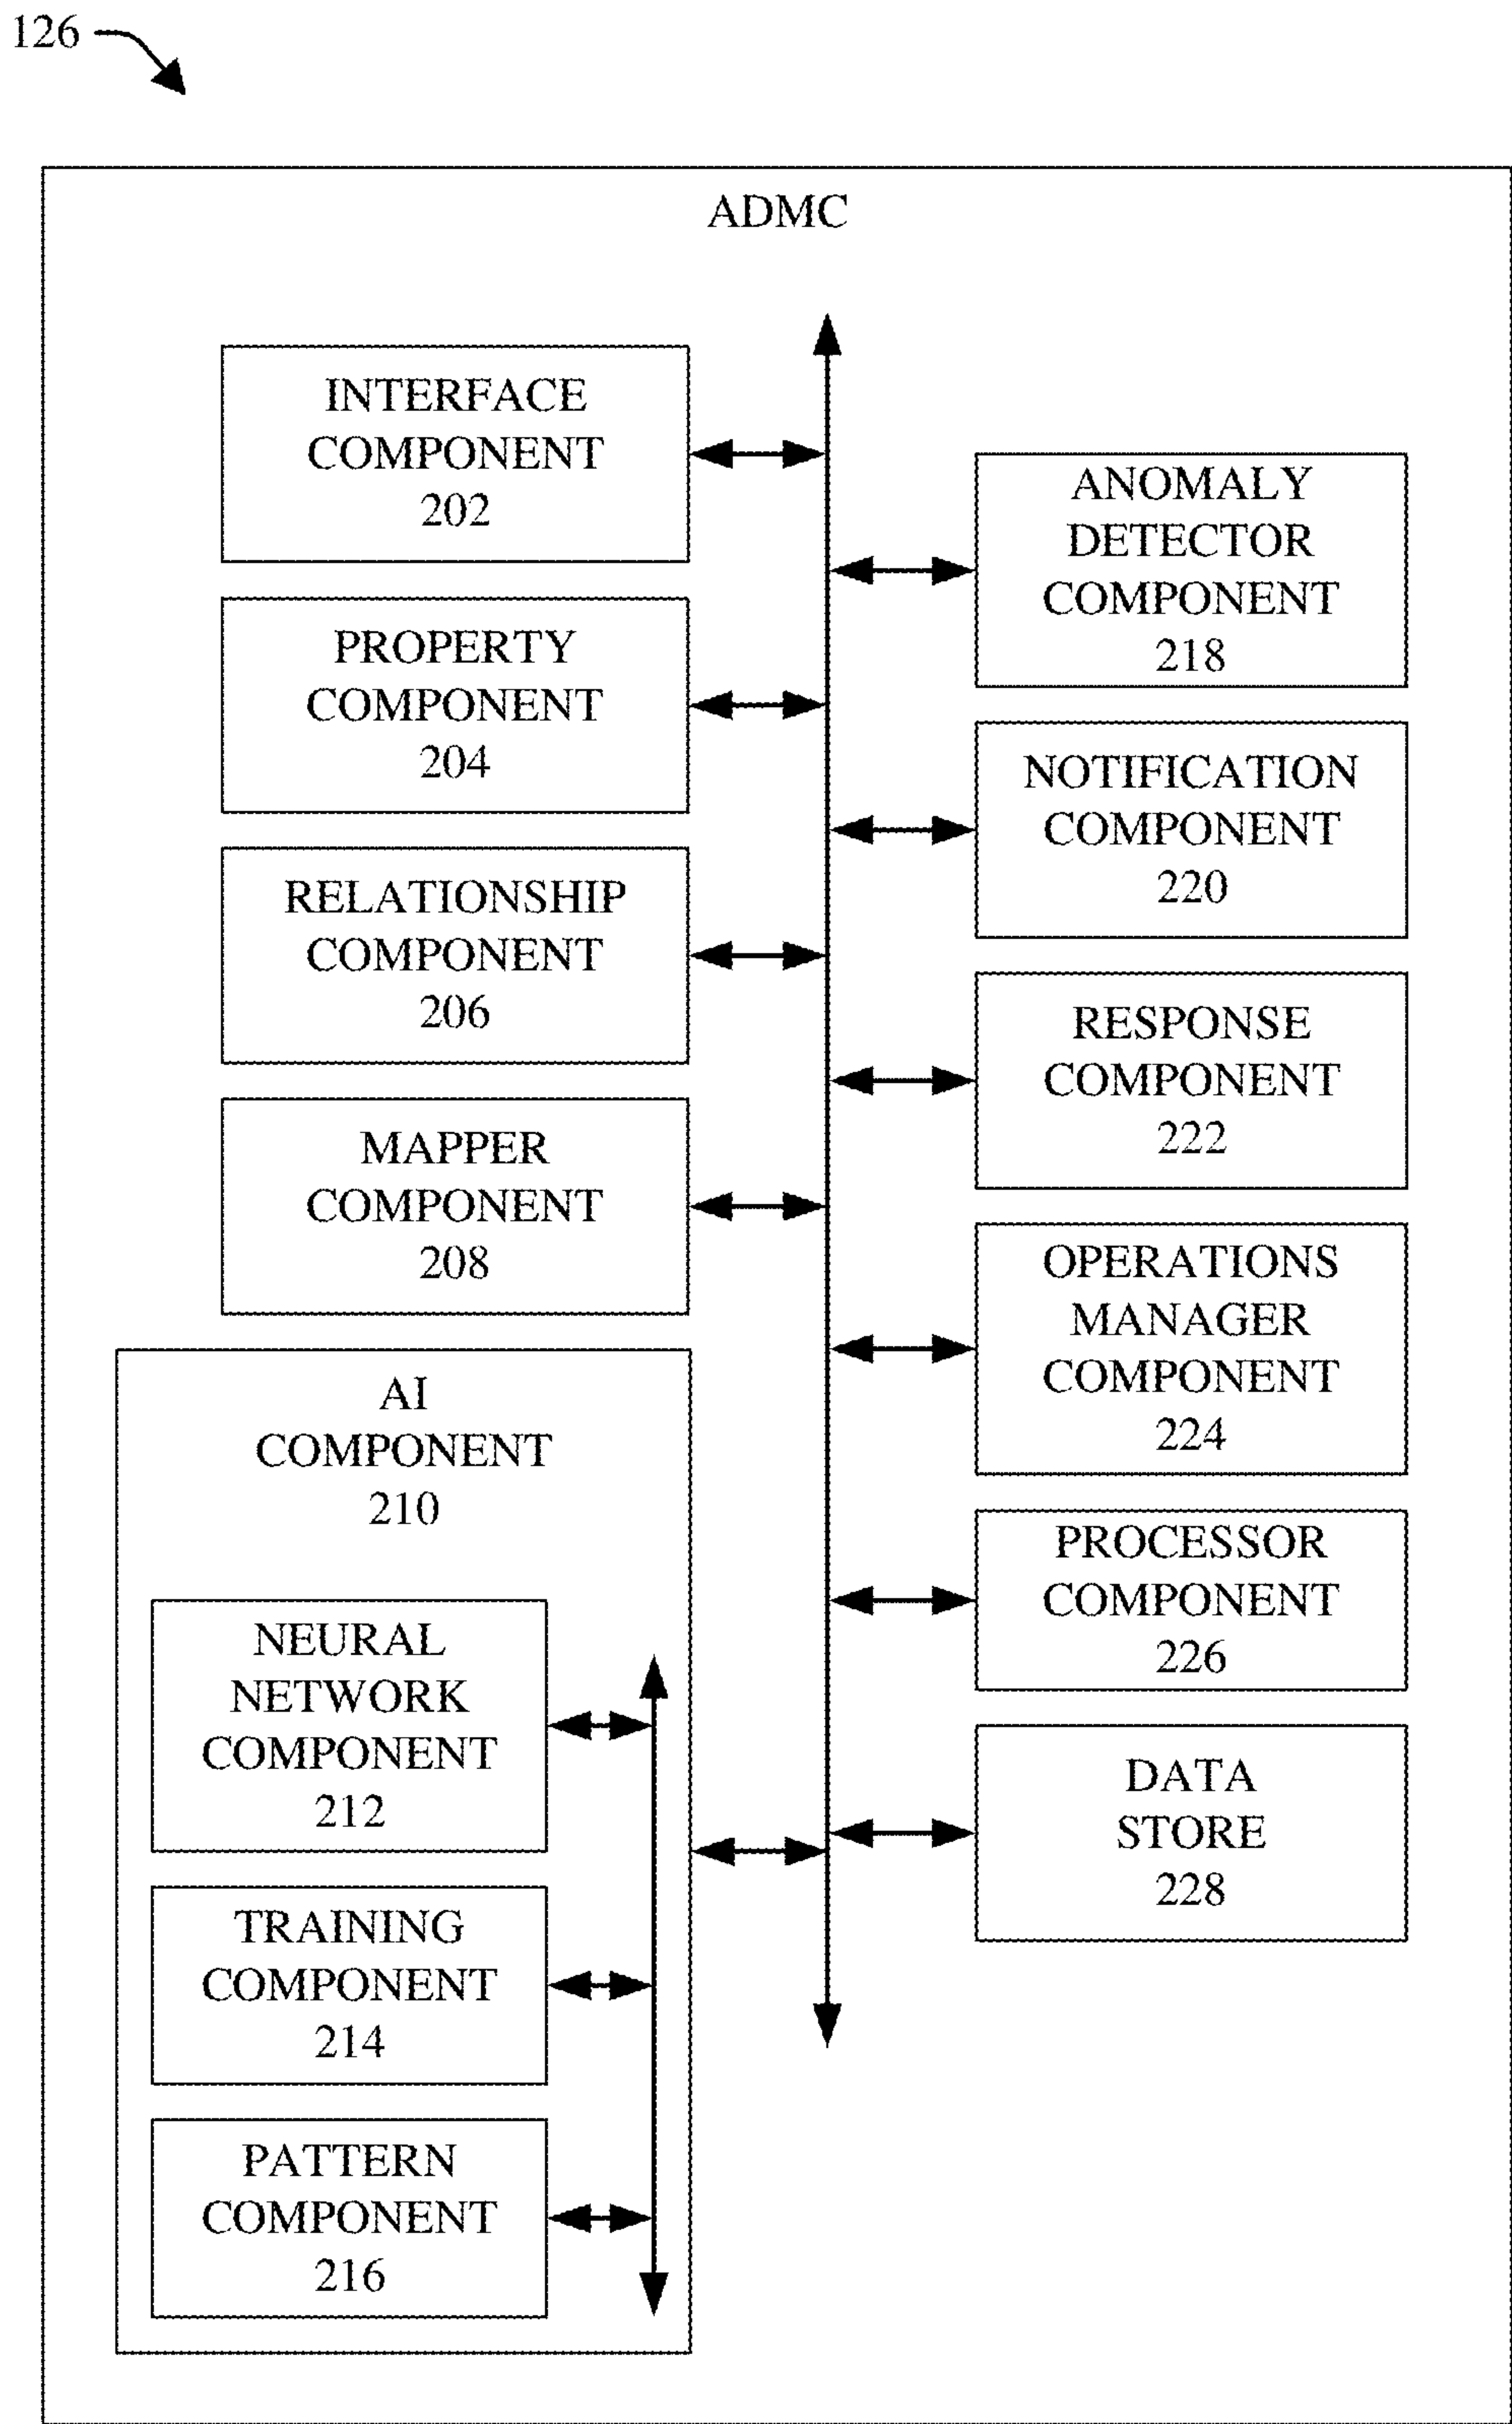 126
ADMC
INTERFACE
COMPONENT
202
PROPERTY
COMPONENT
204
RELATIONSHIP
COMPONENT
206
MAPPER
COMPONENT
208
AI
COMPONENT
210
NEURAL
NETWORK
COMPONENT
212
TRAINING
COMPONENT
214
PATTERN
COMPONENT
216
ANOMALY
DETECTOR
COMPONENT
218
NOTIFICATION
COMPONENT
220
RESPONSE
COMPONENT
222
OPERATIONS
MANAGER
COMPONENT
224
PROCESSOR
COMPONENT
226
DATA
STORE
228